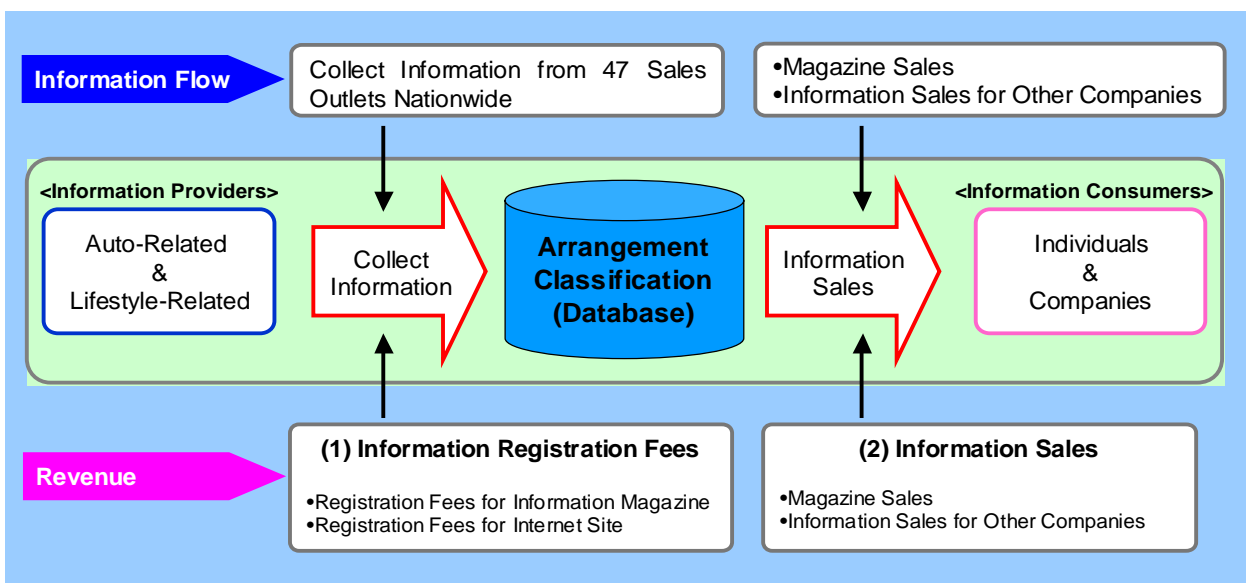 Information Flow
Collect Information from 47 Sales
Outlets Nationwide
•Magazine Sales
•Information Sales for Other Companies
<Information Providers>
Auto-Related
&
Lifestyle-Related
Collect
Information
Arrangement
Classification
(Database)
Information
Sales
<Information Consumers>
Individuals
&
Companies
Revenue
(1) Information Registration Fees
•Registration Fees for Information Magazine
•Registration Fees for Internet Site
(2) Information Sales
•Magazine Sales
•Information Sales for Other Companies